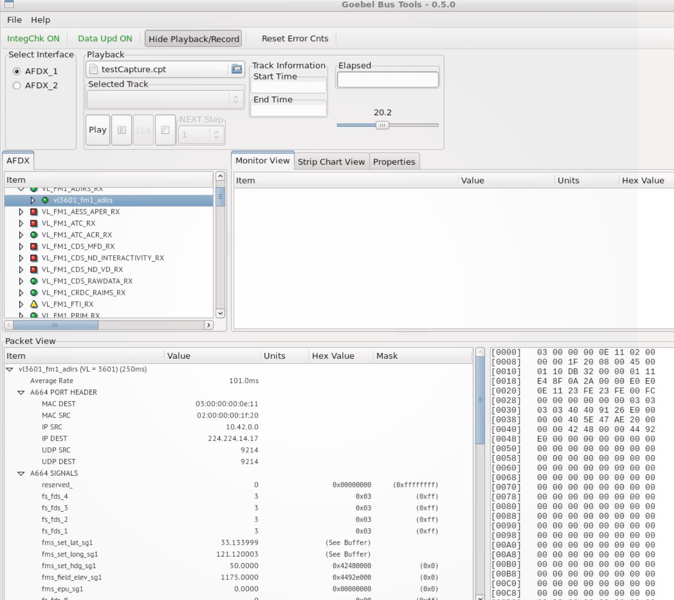 Goebel Bus Tools - 0.5.0
File Help
IntegChk ON Data Upd ON Hide Playback/Record Reset Error Cnts
Select Interface
AFDX_1
AFDX_2
Playback
testCapture.cpt
Selected Track
Play
NEXT Step
1
Track Information
Start Time
End Time
Elapsed
20.2
AFDX
Item
VL_FM1_ADIRS_RX
vl3601_fm1_adirs
VL_FM1_AESS_APER_RX
VL_FM1_ATC_RX
VL_FM1_ATC_ACR_RX
VL_FM1_CDS_MFD_RX
VL_FM1_CDS_ND_INTERACTIVITY_RX
VL_FM1_CDS_ND_VD_RX
VL_FM1_CDS_RAWDATA_RX
VL_FM1_CRDC_RAIMS_RX
VL_FM1_FTI_RX
VL_FM1_PRIM_RX
Monitor View Strip Chart View Properties
Item Value Units Hex Value
Packet View
Item Value Units Hex Value Mask
vl3601_fm1_adirs (VL = 3601) (250ms)
Average Rate 101.0ms
A664 PORT HEADER
MAC DEST 03:00:00:00:0e:11
MAC SRC 02:00:00:00:1f:20
IP SRC 10.42.0.0
IP DEST 224.224.14.17
UDP SRC 9214
UDP DEST 9214
A664 SIGNALS
reserved_ 0 0x00000000 (0xffffffff)
fs_fds_4 3 0x03 (0xff)
fs_fds_3 3 0x03 (0xff)
fs_fds_2 3 0x03 (0xff)
fs_fds_1 3 0x03 (0xff)
fms_set_lat_sg1 33.133999 (See Buffer)
fms_set_long_sg1 121.120003 (See Buffer)
fms_set_hdg_sg1 50.0000 0x42480000 (0x0)
fms_field_elev_sg1 1175.0000 0x4492e000 (0x0)
fms_epu_sg1 0.0000 0x00000000 (0x0)
[0000] 03 00 00 00 0E 11 02 00
[0008] 00 00 1F 20 08 00 45 00
[0010] 01 10 DB 32 00 00 01 11
[0018] E4 8F 0A 2A 00 00 E0 E0
[0020] 0E 11 23 FE 23 FE 00 FC
[0028] 00 00 00 00 00 00 03 03
[0030] 03 03 40 40 91 26 E0 00
[0038] 00 00 40 5E 47 AE 20 00
[0040] 00 00 42 48 00 00 44 92
[0048] E0 00 00 00 00 00 00 00
[0050] 00 00 00 00 00 00 00 00
[0058] 00 00 00 00 00 00 00 00
[0060] 00 00 00 00 00 00 00 00
[0068] 00 00 00 00 00 00 00 00
[0070] 00 00 00 00 00 00 00 00
[0078] 00 00 00 00 00 00 00 00
[0080] 00 00 00 00 00 00 00 00
[0088] 00 00 00 00 00 00 00 00
[0090] 00 00 00 00 00 00 00 00
[0098] 00 00 00 00 00 00 00 00
[00A0] 00 00 00 00 00 00 00 00
[00A8] 00 00 00 00 00 00 00 00
[00B0] 00 00 00 00 00 00 00 00
[00B8] 00 00 00 00 00 00 00 00
[00C0] 00 00 00 00 00 00 00 00
[00C8] 00 00 00 00 00 00 00 00